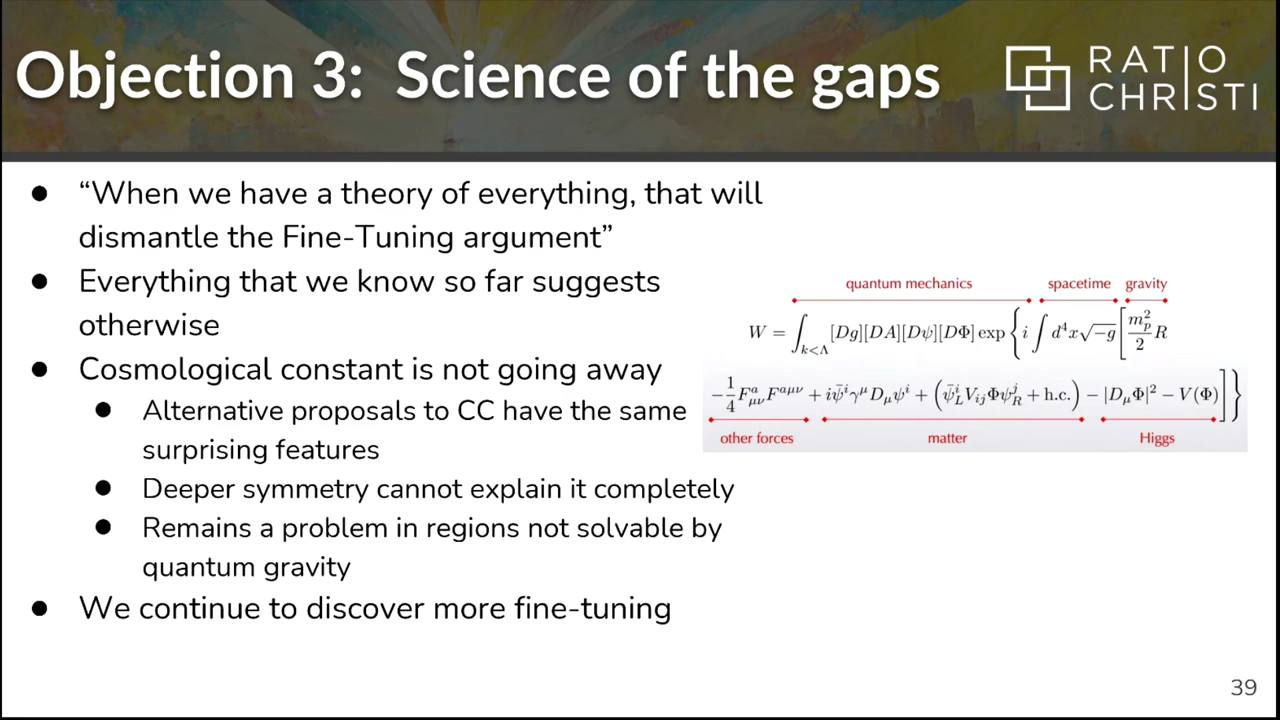 Objection 3: Science of the gaps
RATIO
CHRISTI
● “When we have a theory of everything, that will
dismantle the Fine-Tuning argument”
● Everything that we know so far suggests
otherwise
● Cosmological constant is not going away
● Alternative proposals to CC have the same
surprising features
● Deeper symmetry cannot explain it completely
● Remains a problem in regions not solvable by
quantum gravity
● We continue to discover more fine-tuning
quantum mechanics spacetime gravity
W = ∫_{k<Λ} [Dg][DA][Dψ][DΦ] exp { i ∫ d⁴x √−g [ m_p²/2 R
− 1/4 F^a_{μν} F^{aμν} + i ψ̄^i γ^μ D_μ ψ^i + ( ψ̄^i_L V_{ij} Φ ψ^j_R + h.c. ) − |D_μ Φ|² − V(Φ) ] }
other forces matter Higgs
39